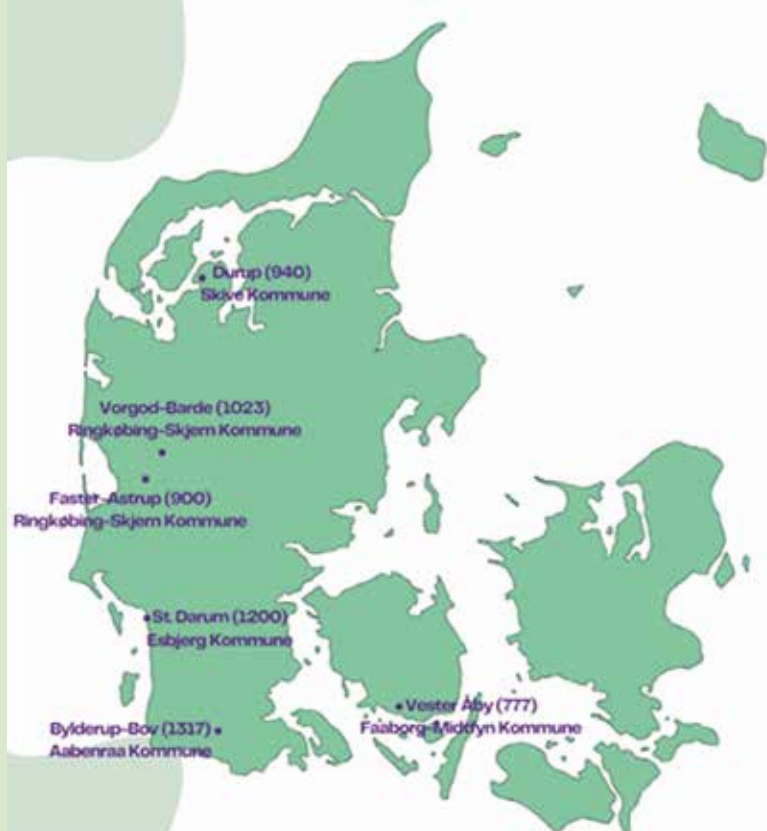 Durup (940)
Skive Kommune
Vorgod-Barde (1023)
Ringkøbing-Skjern Kommune
Faster-Astrup (900)
Ringkøbing-Skjern Kommune
St. Darum (1200)
Esbjerg Kommune
Vester Åby (777)
Faaborg-Midtfyn Kommune
Bylderup-Bov (1317)
Aabenraa Kommune